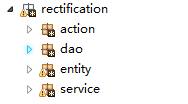 rectification
action
dao
entity
service